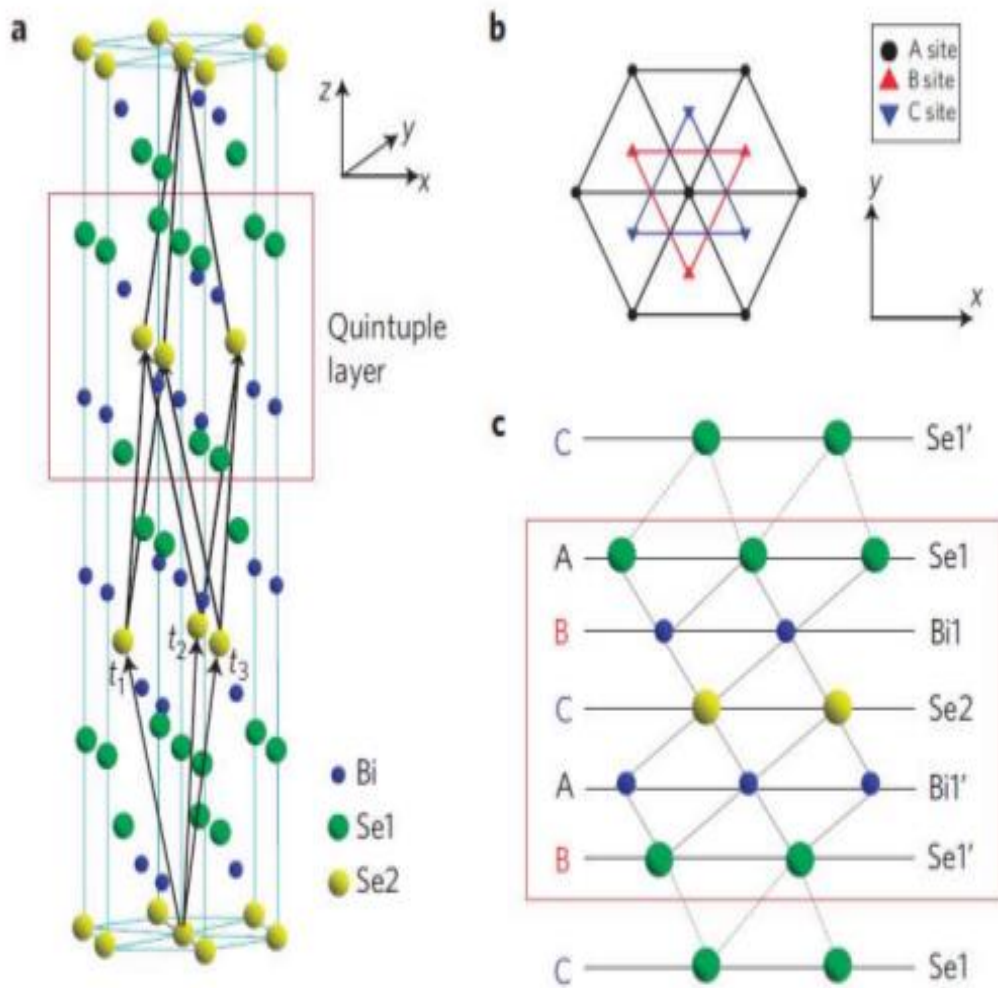 a
z
y
x
Quintuple
layer
t1
t2
t3
Bi
Se1
Se2
b
A site
B site
C site
y
x
c
C Se1’
A Se1
B Bi1
C Se2
A Bi1’
B Se1’
C Se1